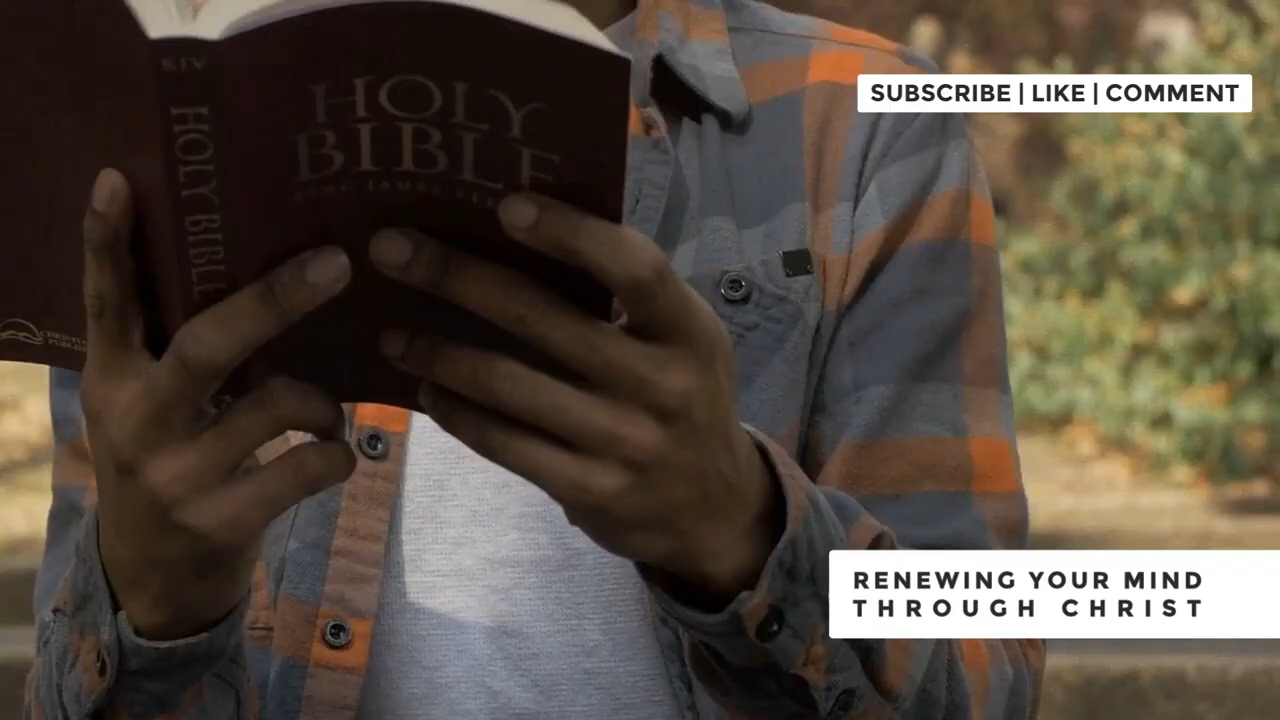 KJV
HOLY BIBLE
HOLY
BIBLE
SUBSCRIBE | LIKE | COMMENT
RENEWING YOUR MIND
THROUGH CHRIST